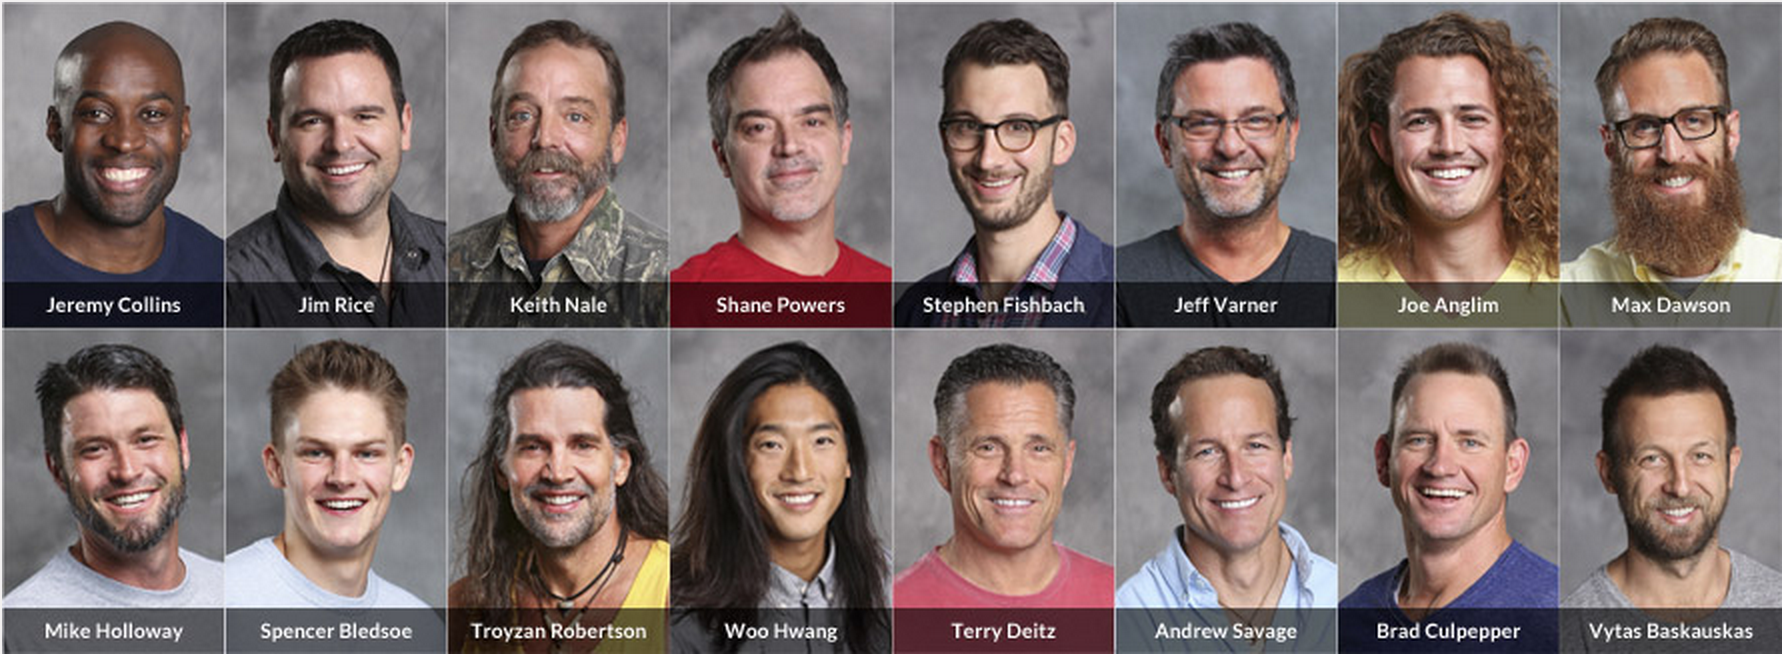 Jeremy Collins
Jim Rice
Keith Nale
Shane Powers
Stephen Fishbach
Jeff Varner
Joe Anglim
Max Dawson
Mike Holloway
Spencer Bledsoe
Troyzan Robertson
Woo Hwang
Terry Deitz
Andrew Savage
Brad Culpepper
Vytas Baskauskas